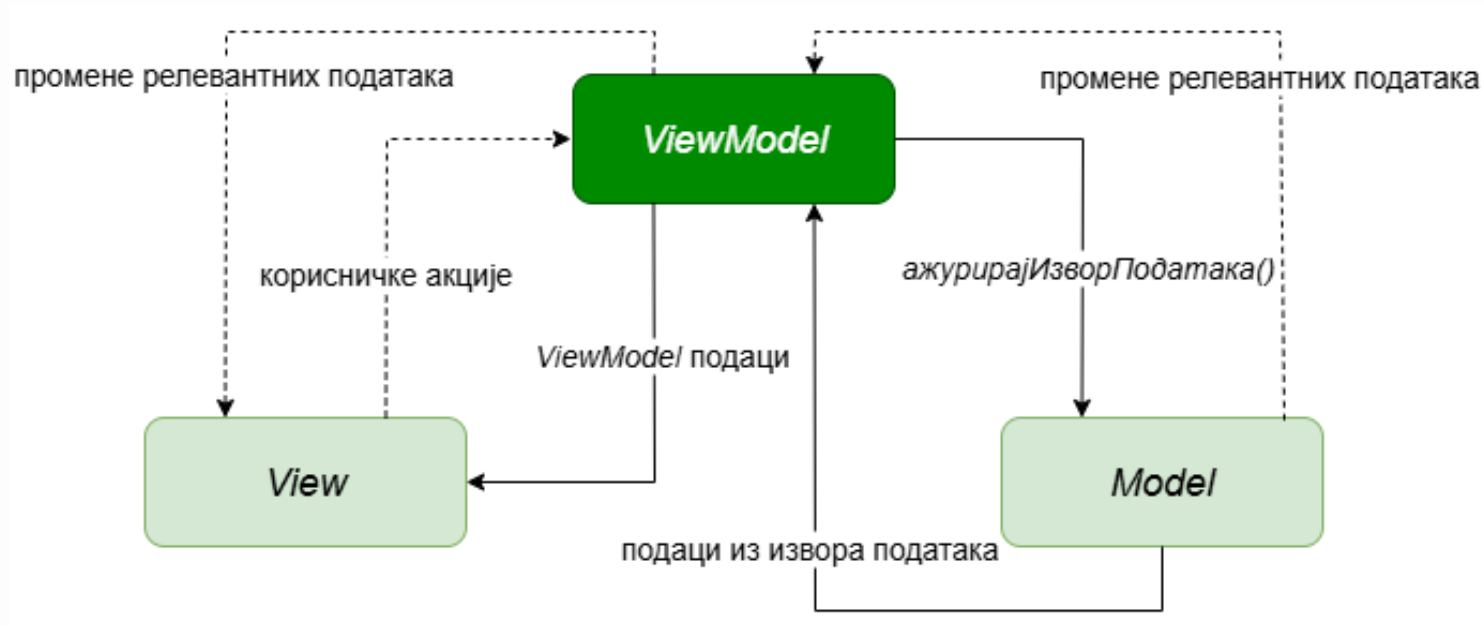 промене релевантних података
промене релевантних података
ViewModel
корисничке акције
ажурирајИзворПодатака()
ViewModel подаци
View
Model
подаци из извора података